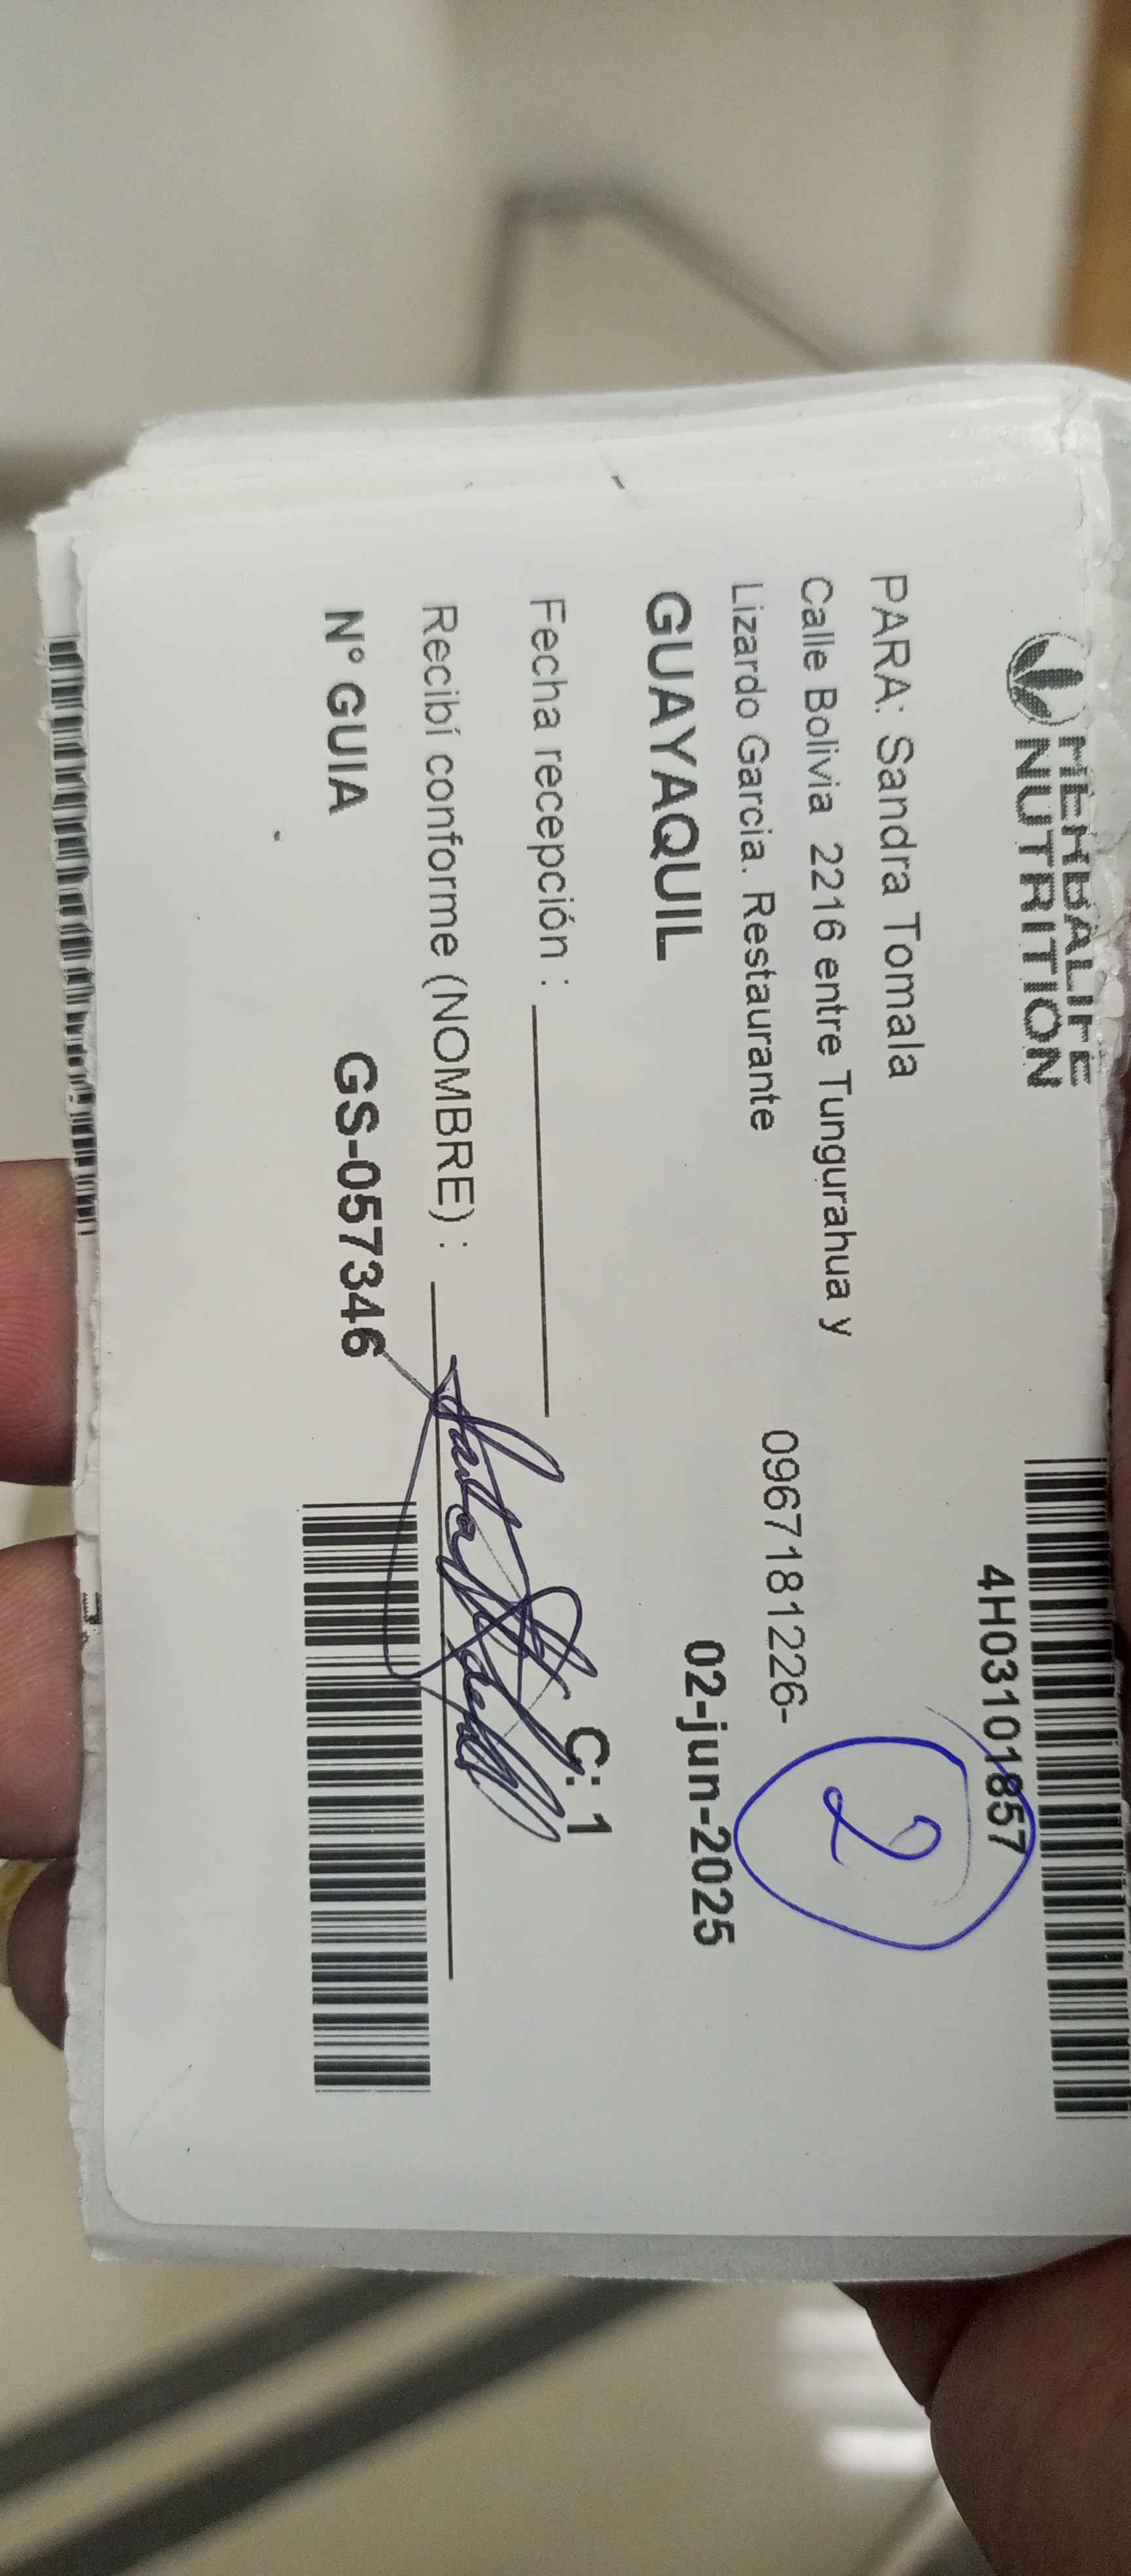 HERBALIFE
NUTRITION
4H03101857
PARA: Sandra Tomala
2
Calle Bolivia 2216 entre Tungurahua y
Lizardo Garcia. Restaurante
0967181226-
GUAYAQUIL
02-jun-2025
Fecha recepción :
C: 1
Recibí conforme (NOMBRE) :
N° GUIA
GS-057346